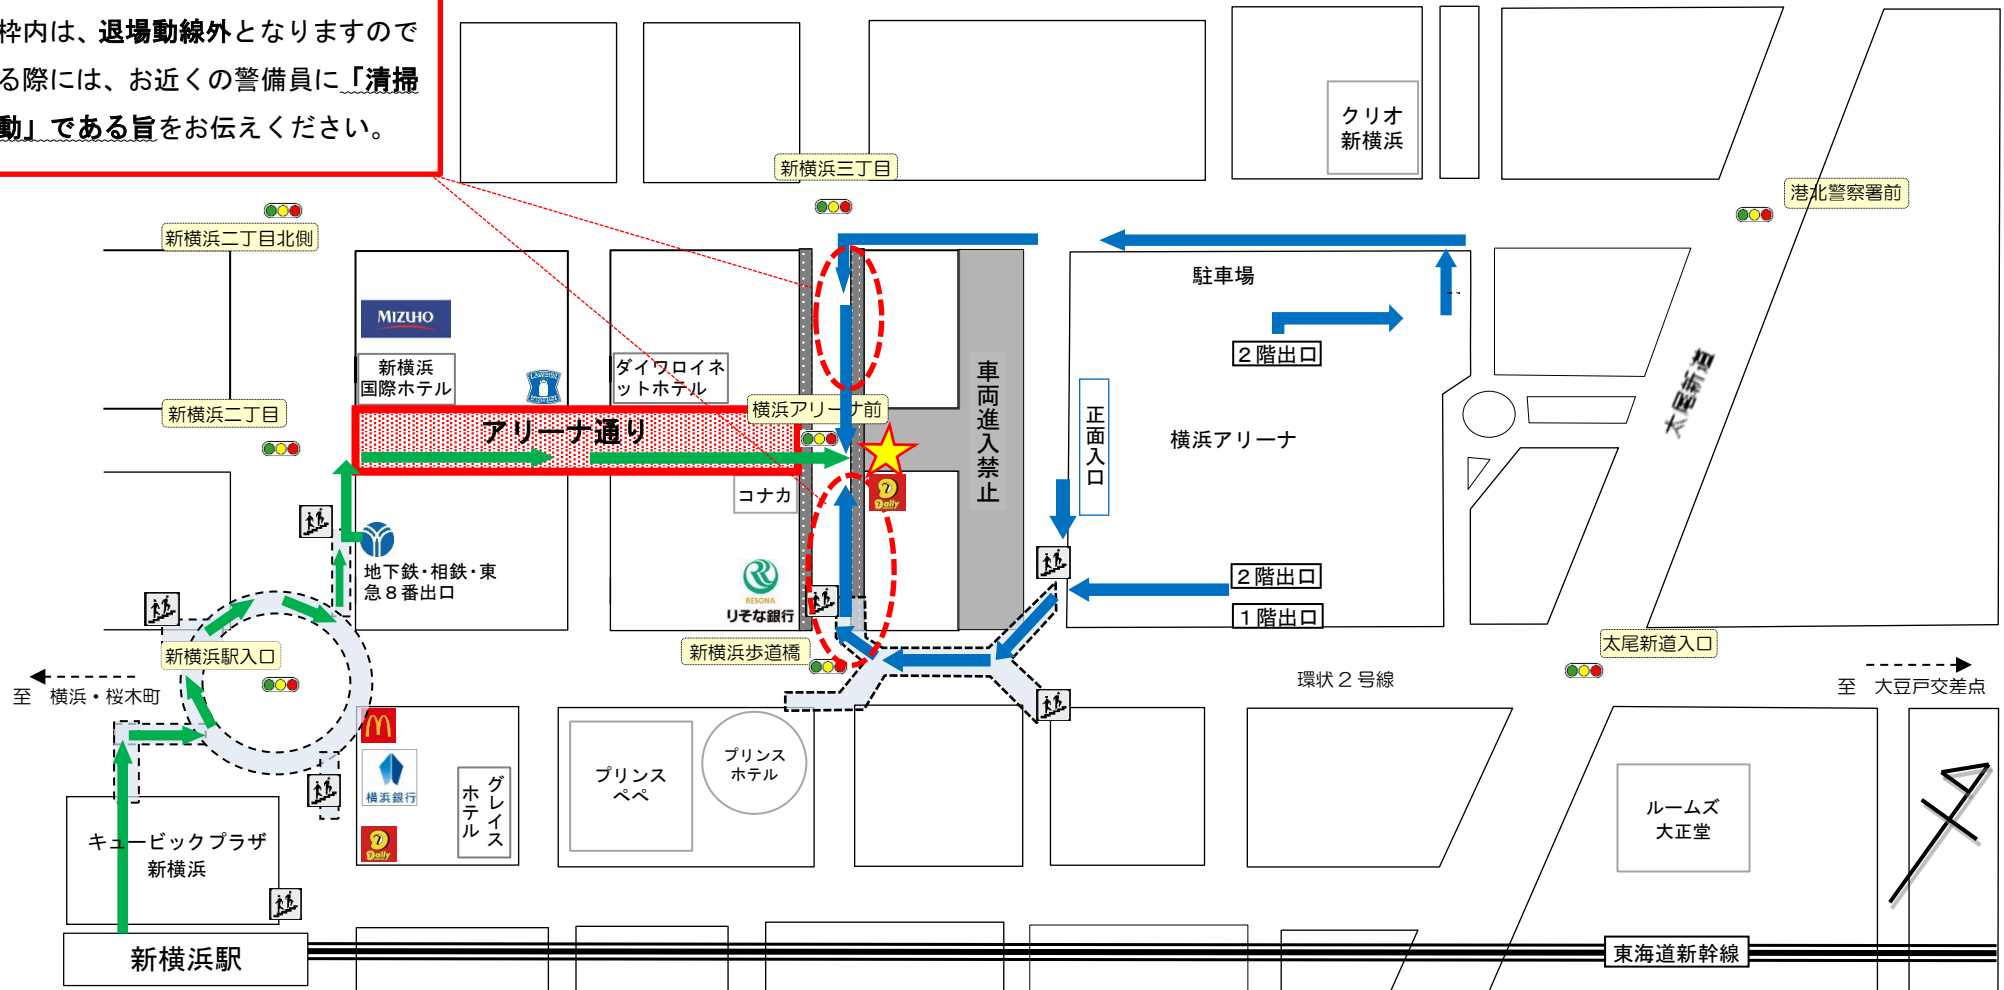 枠内は、退場動線外となりますので
る際には、お近くの警備員に「清掃
動」である旨をお伝えください。
クリオ
新横浜
新横浜三丁目
港北警察署前
新横浜二丁目北側
駐車場
MIZUHO
新横浜
国際ホテル
LAWSON
STATION
ダイワロイネ
ットホテル
2階出口
車両進入禁止
正面入口
太尾新道
新横浜二丁目
横浜アリーナ前
アリーナ通り
横浜アリーナ
コナカ
Daily
地下鉄・相鉄・東
急8番出口
RESONA
りそな銀行
2階出口
1階出口
新横浜駅入口
新横浜歩道橋
太尾新道入口
至 横浜・桜木町
環状2号線
至 大豆戸交差点
横浜銀行
グレイス
ホテル
プリンス
ペペ
プリンス
ホテル
Daily
キュービックプラザ
新横浜
ルームズ
大正堂
新横浜駅
東海道新幹線